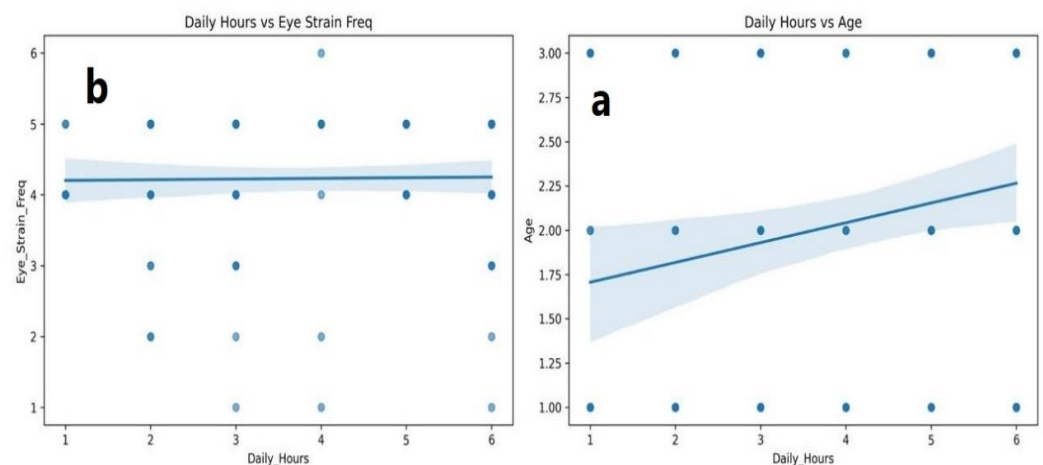 Daily Hours vs Eye Strain Freq
b
6
5
4
3
2
1
Eye_Strain_Freq
1 2 3 4 5 6
Daily_Hours
Daily Hours vs Age
a
3.00
2.75
2.50
2.25
2.00
1.75
1.50
1.25
1.00
Age
1 2 3 4 5 6
Daily_Hours